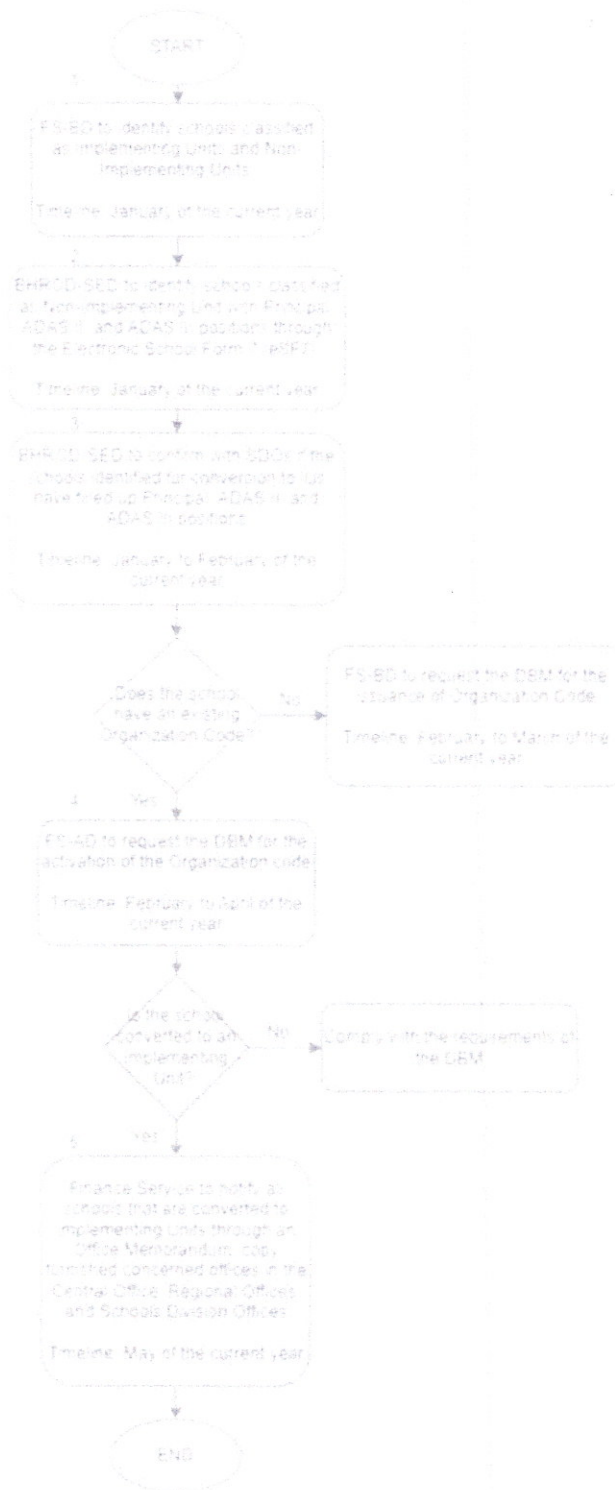 START
1
FS-BD to identify schools classified
as Implementing Units and Non-
Implementing Units
Timeline: January of the current year
2
BHROD-SED to identify schools classified
as Non-Implementing Unit with Principal,
ADAS II, and ADAS III positions through
the Electronic School Form 7 (eSF7)
Timeline: January of the current year
3
BHROD-SED to confirm with SDOs if the
schools identified for conversion to IUs
have filled up Principal, ADAS II, and
ADAS III positions
Timeline: January to February of the
current year
Does the school
have an existing
Organization Code?
No
FS-BD to request the DBM for the
issuance of Organization Code
Timeline: February to March of the
current year
4
Yes
FS-AD to request the DBM for the
activation of the Organization code
Timeline: February to April of the
current year
Is the school
converted to an
Implementing
Unit?
No
Comply with the requirements of
the DBM
5
Yes
Finance Service to notify all
schools that are converted to
Implementing Units through an
Office Memorandum, copy
furnished concerned offices in the
Central Office, Regional Offices
and Schools Division Offices
Timeline: May of the current year
END